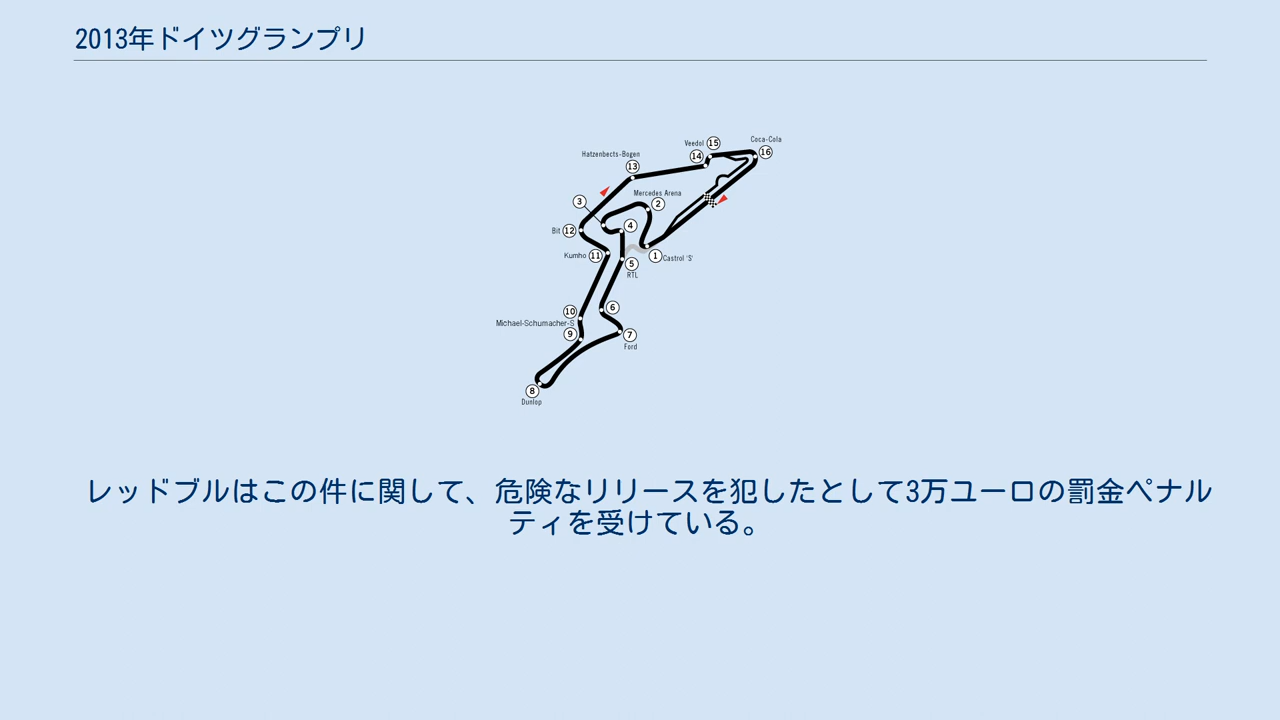 2013年ドイツグランプリ
Coca-Cola
Veedol 15
14
16
Hatzenbects-Bogen
13
Mercedes Arena
3
2
4
Bit 12
Kumho 11
1 Castrol 'S'
5
RTL
10
6
Michael-Schumacher-S
9
7
Ford
8
Dunlop
レッドブルはこの件に関して、危険なリリースを犯したとして3万ユーロの罰金ペナル
ティを受けている。